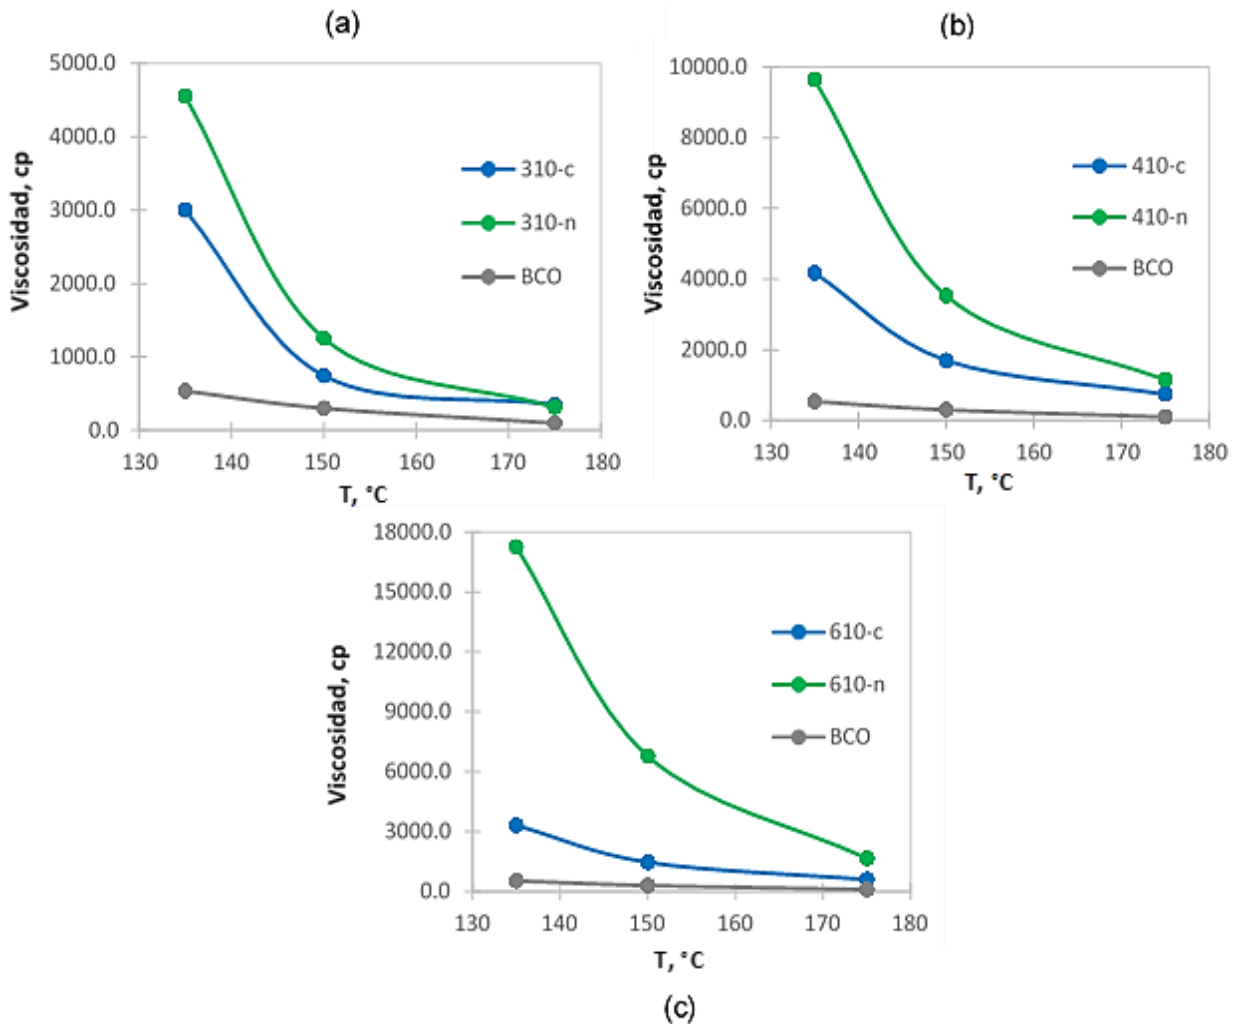 (a)
5000.0
4000.0
3000.0
2000.0
1000.0
0.0
Viscosidad, cp
310-c
310-n
BCO
130 140 150 160 170 180
T, °C
(b)
10000.0
8000.0
6000.0
4000.0
2000.0
0.0
Viscosidad, cp
410-c
410-n
BCO
130 140 150 160 170 180
T, °C
18000.0
15000.0
12000.0
9000.0
6000.0
3000.0
0.0
Viscosidad, cp
610-c
610-n
BCO
130 140 150 160 170 180
T, °C
(c)